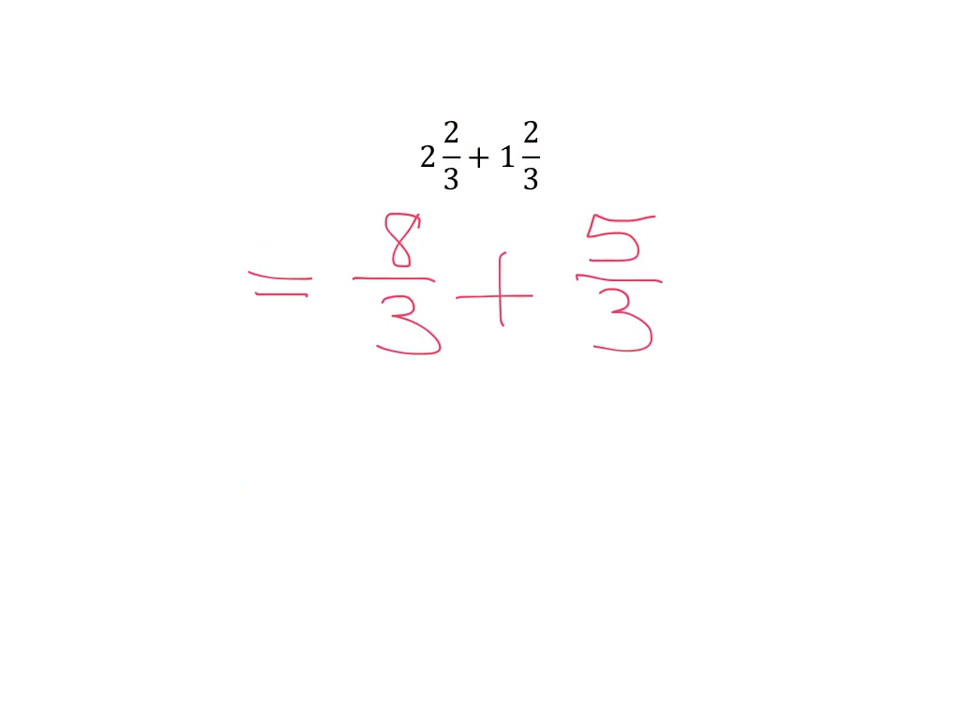 2 2/3 + 1 2/3
= 8/3 + 5/3